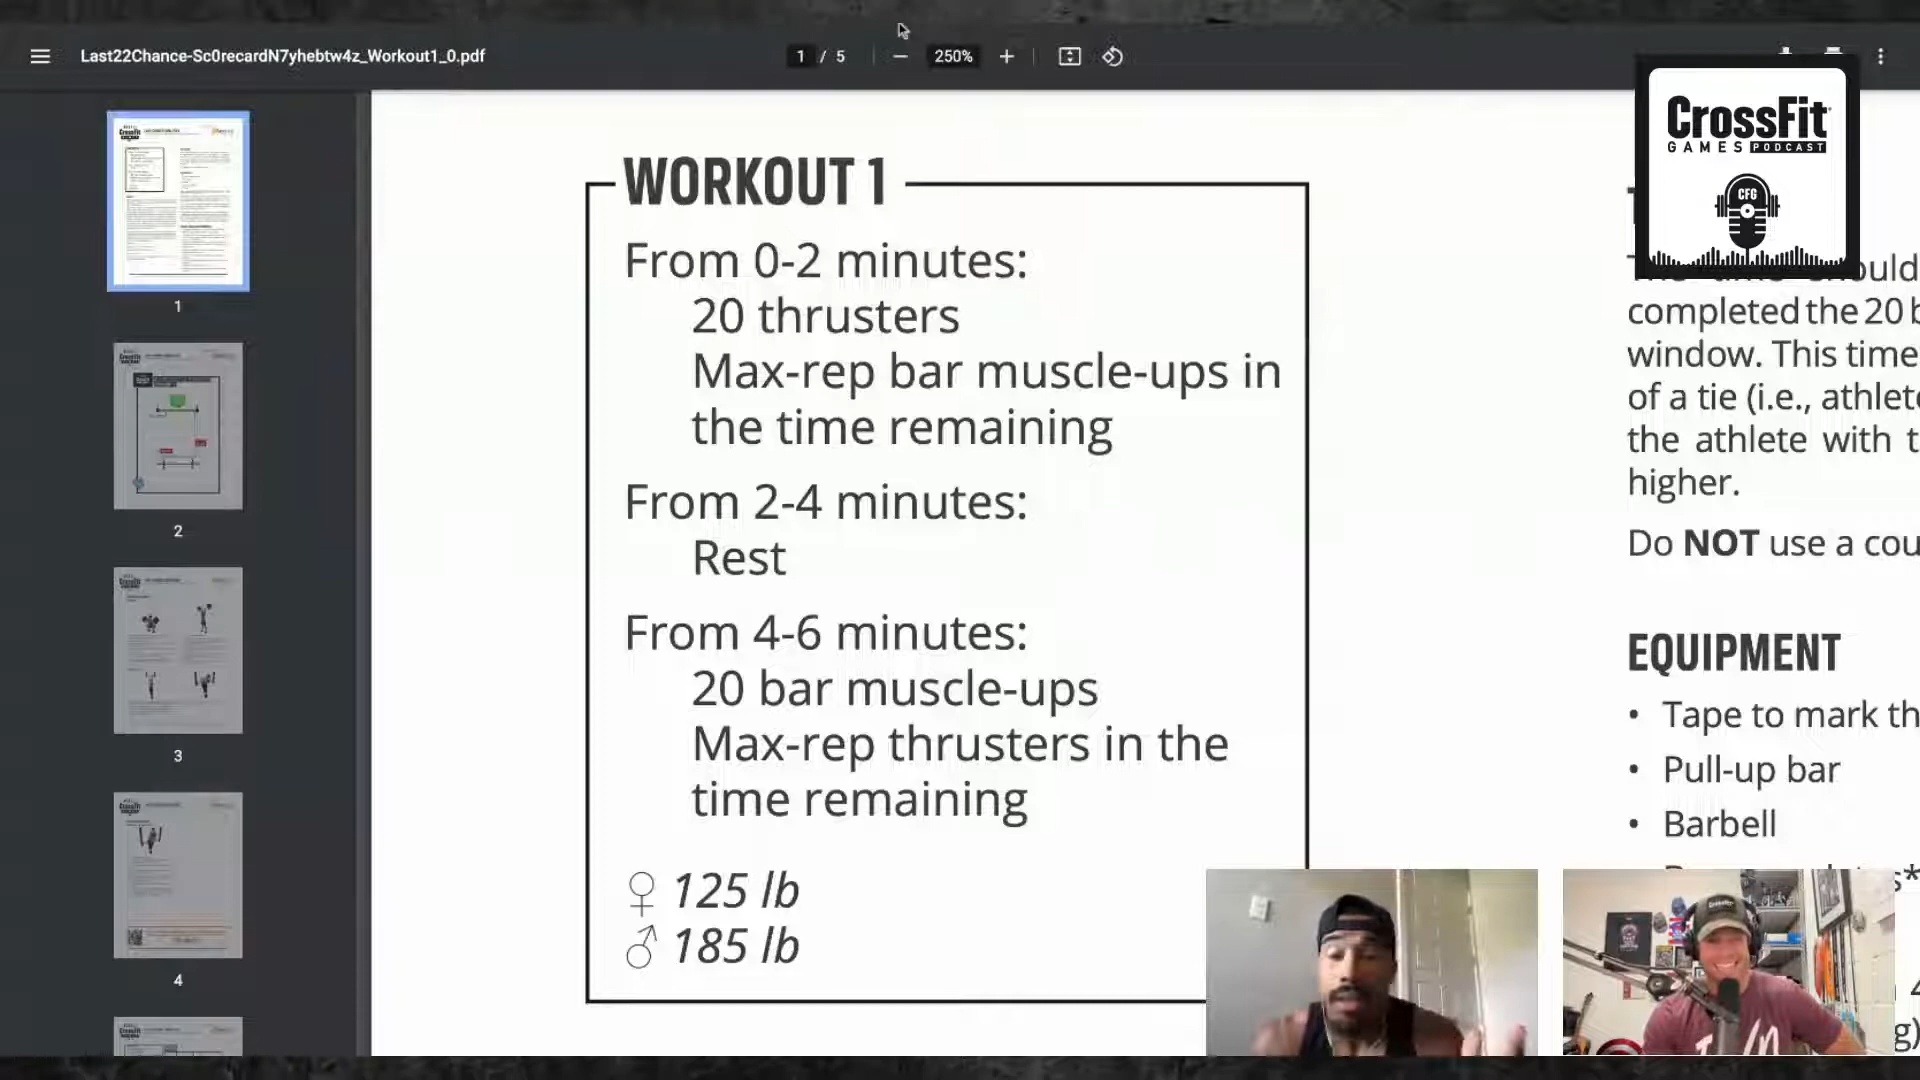 Last22Chance-Sc0recardN7yhebtw4z_Workout1_0.pdf
1 / 5
250%
CrossFit
GAMES PODCAST
CFG
WORKOUT 1
From 0-2 minutes:
20 thrusters
Max-rep bar muscle-ups in
the time remaining
From 2-4 minutes:
Rest
From 4-6 minutes:
20 bar muscle-ups
Max-rep thrusters in the
time remaining
♀ 125 lb
♂ 185 lb
completed the 20
window. This time
of a tie (i.e.,
the athlete with
higher.
Do NOT use a
EQUIPMENT
• Tape to mark
• Pull-up bar
• Barbell
1
2
3
4